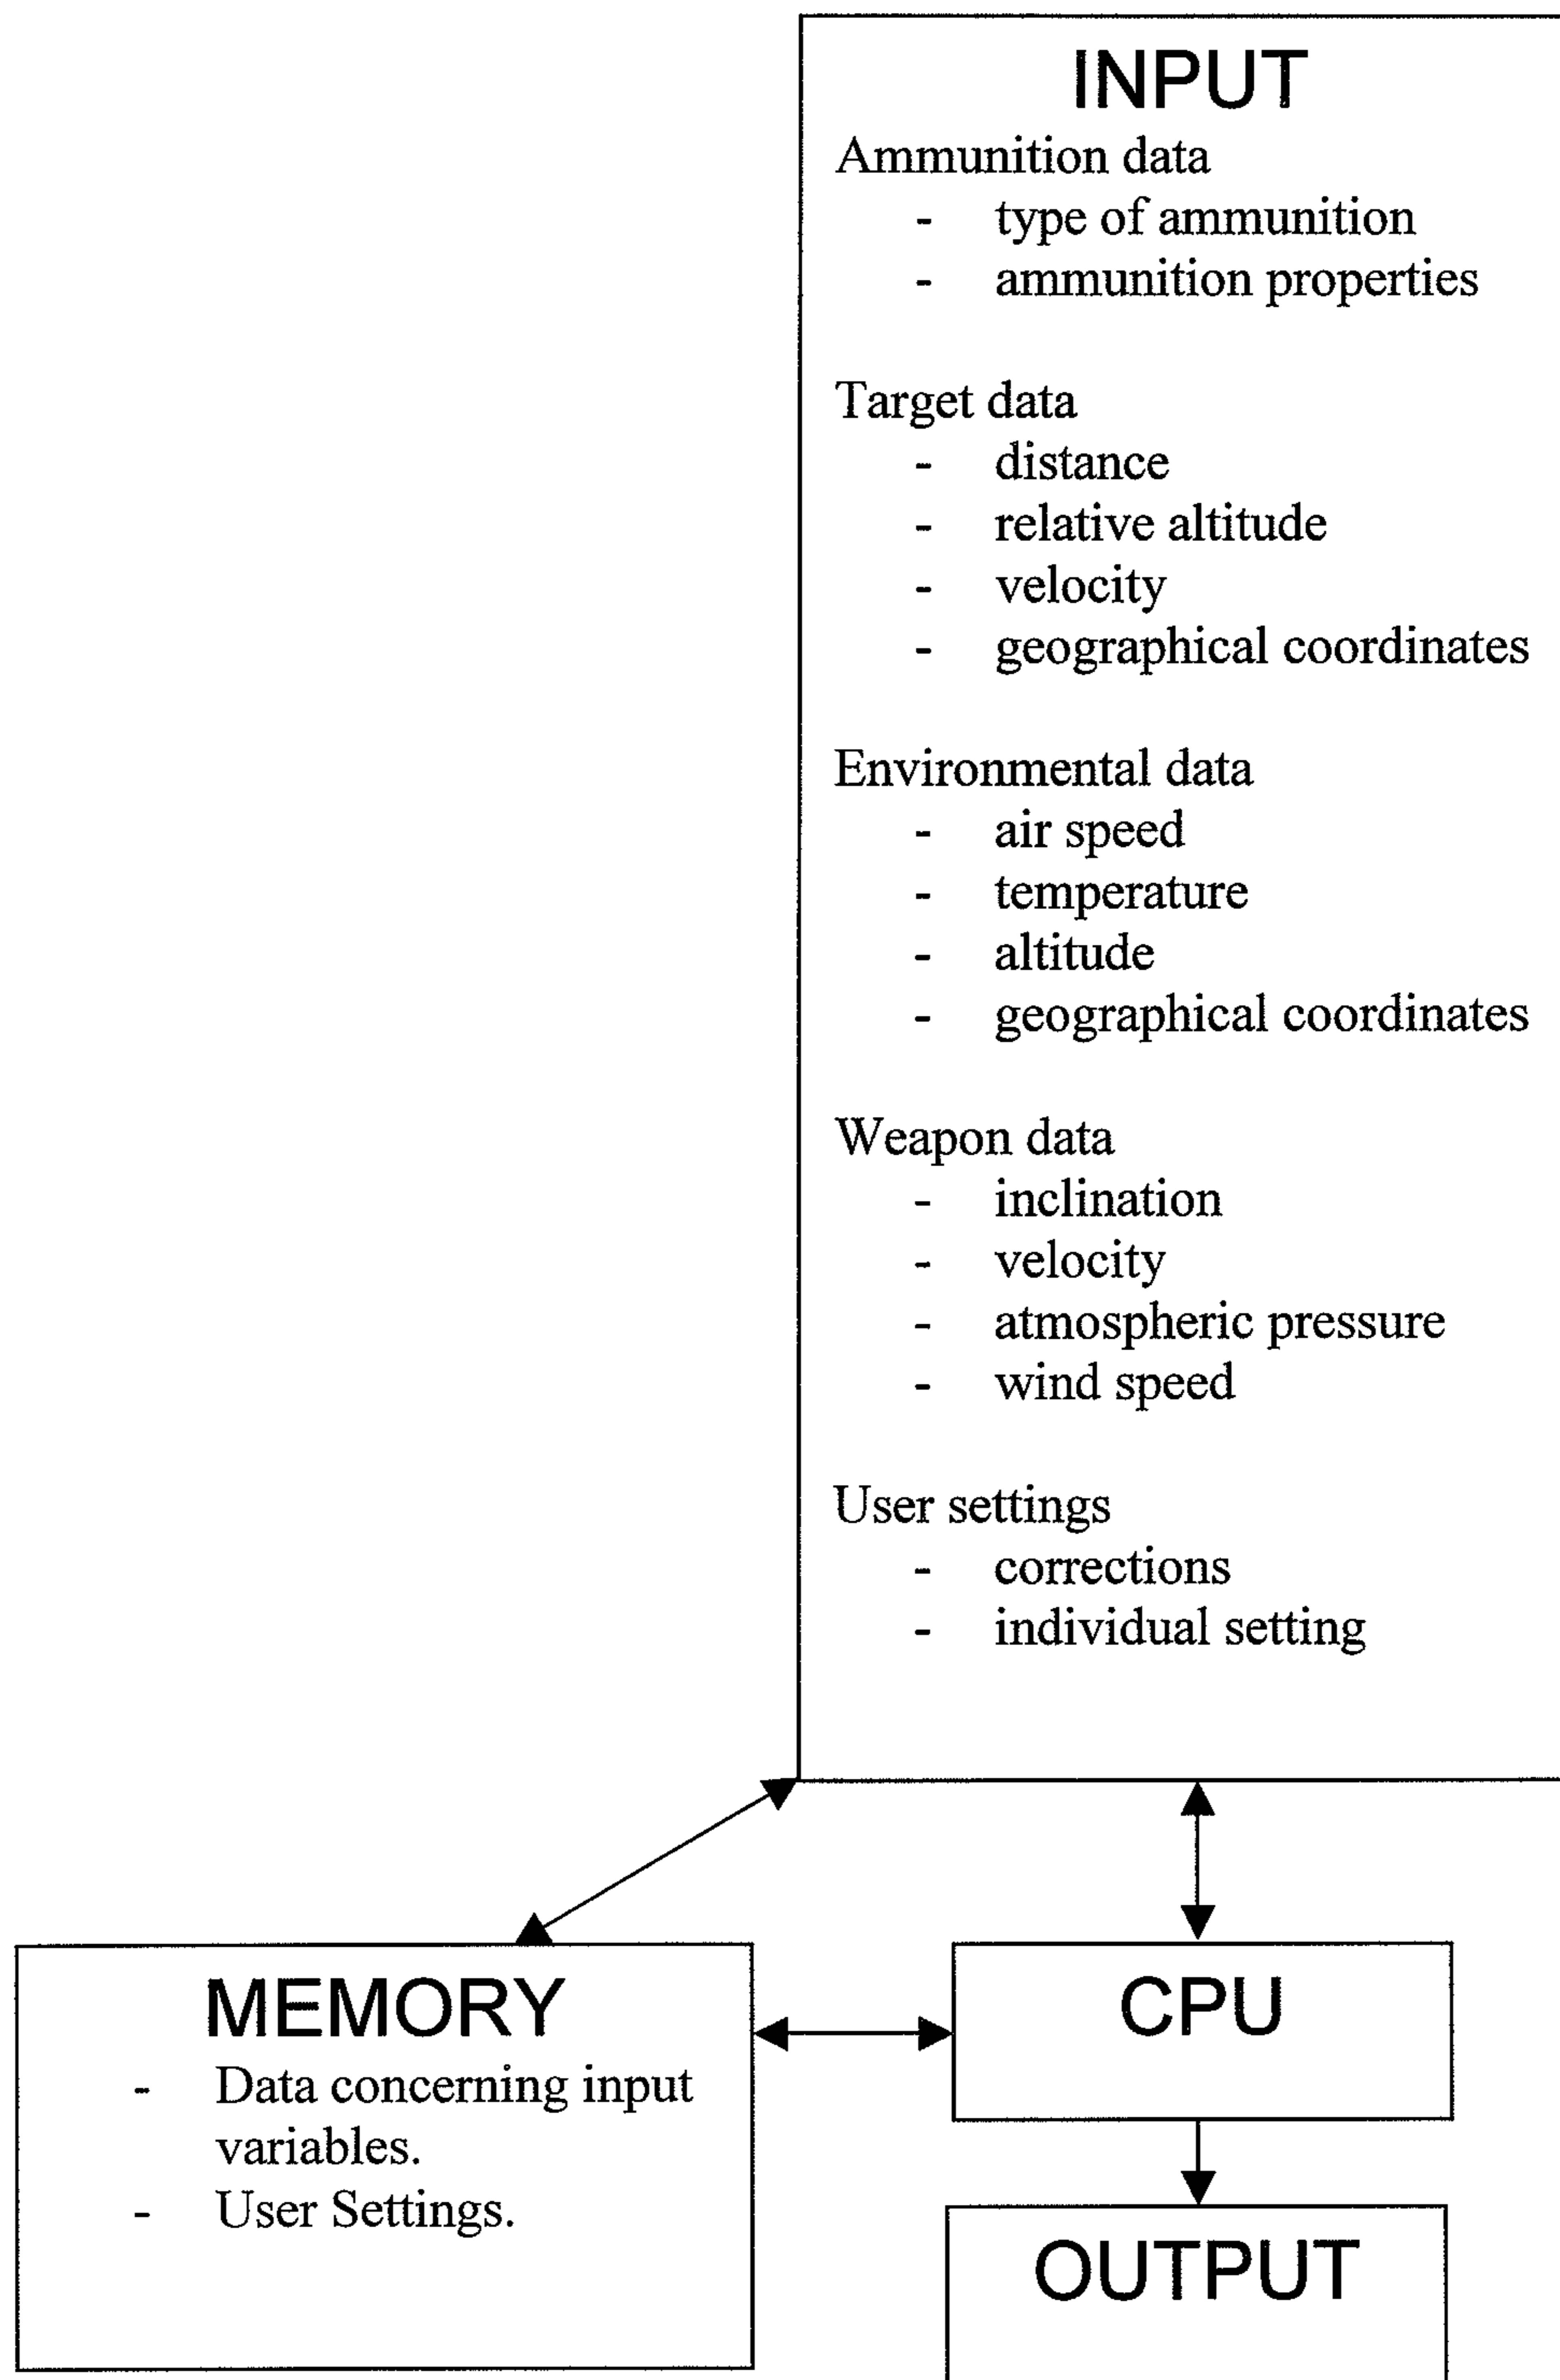 INPUT
Ammunition data
- type of ammunition
- ammunition properties
Target data
- distance
- relative altitude
- velocity
- geographical coordinates
Environmental data
- air speed
- temperature
- altitude
- geographical coordinates
Weapon data
- inclination
- velocity
- atmospheric pressure
- wind speed
User settings
- corrections
- individual setting
MEMORY
- Data concerning input
variables.
- User Settings.
CPU
OUTPUT